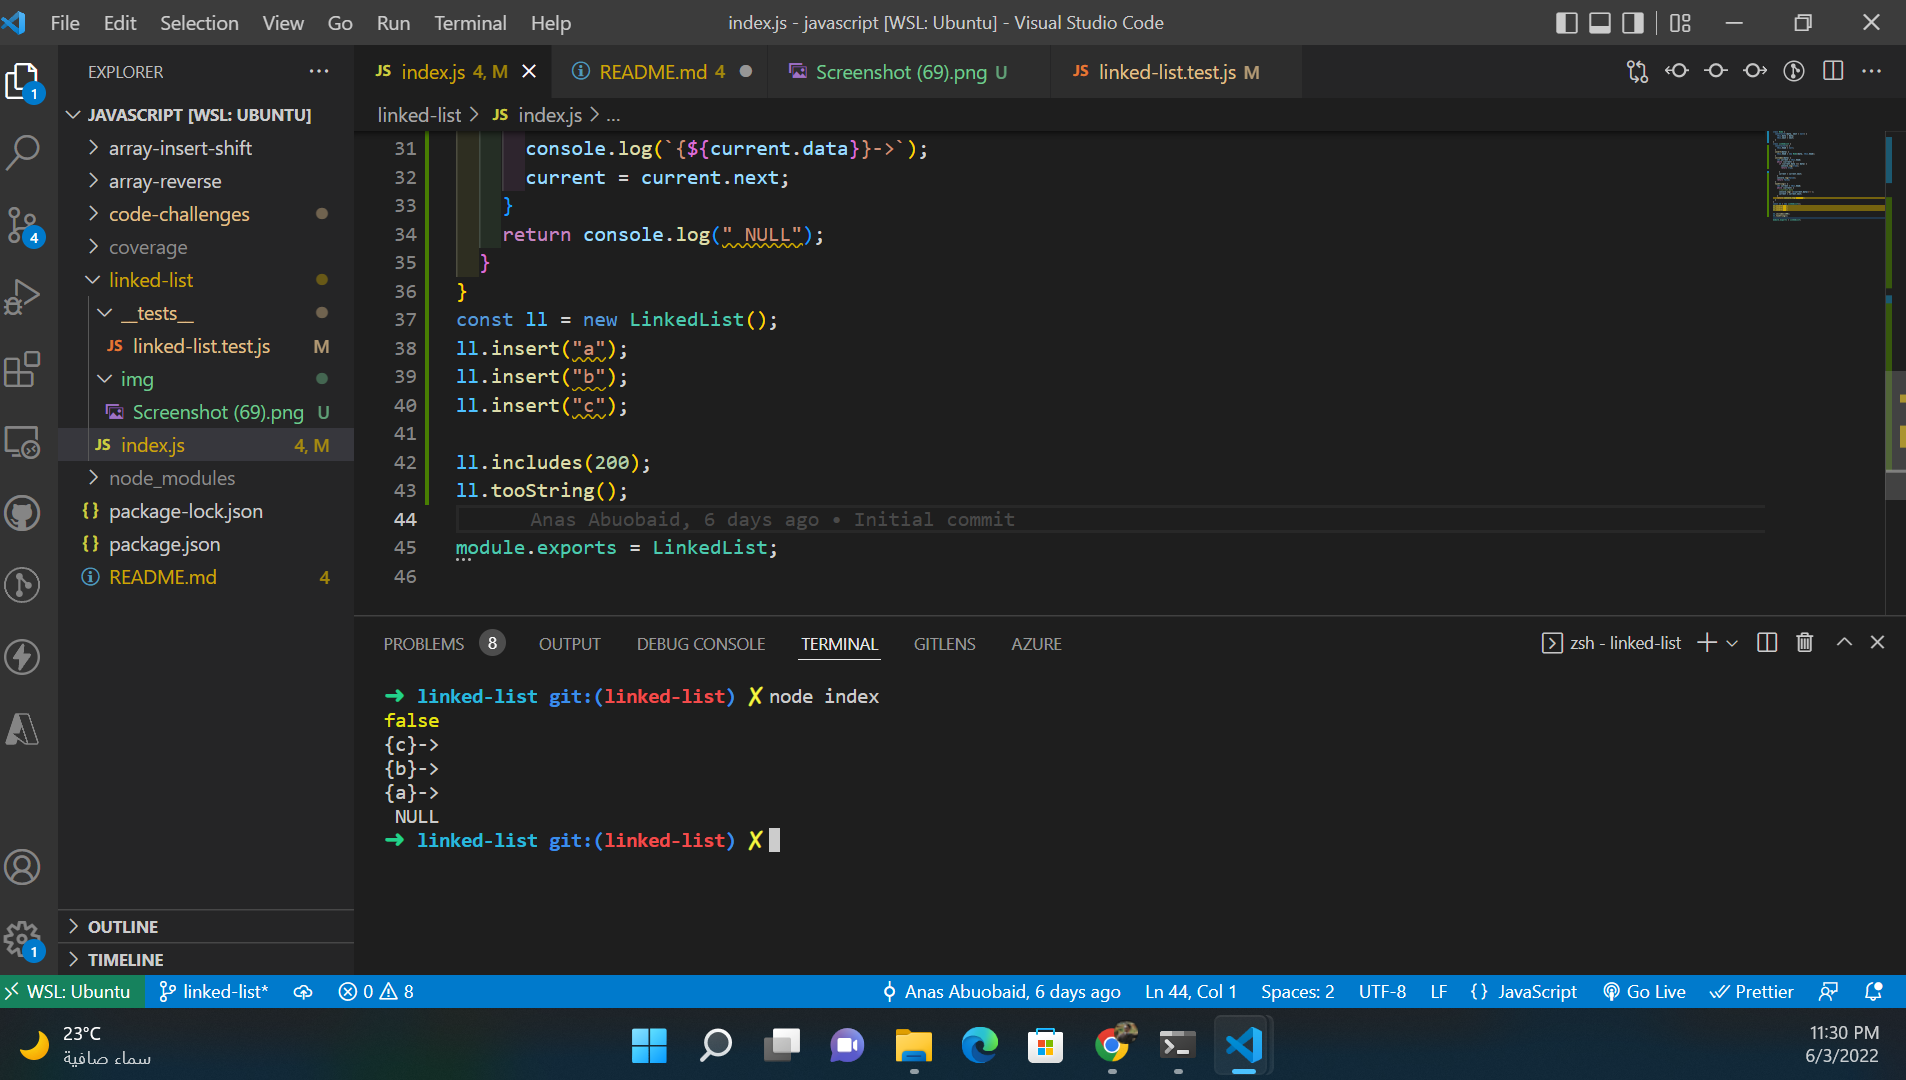 File Edit Selection View Go Run Terminal Help
index.js - javascript [WSL: Ubuntu] - Visual Studio Code
EXPLORER
JAVASCRIPT [WSL: UBUNTU]
array-insert-shift
array-reverse
code-challenges
coverage
linked-list
__tests__
JS linked-list.test.js M
img
Screenshot (69).png U
JS index.js 4, M
node_modules
{} package-lock.json
{} package.json
README.md 4
OUTLINE
TIMELINE
1
4
1
JS index.js 4, M
README.md 4
Screenshot (69).png U
JS linked-list.test.js M
linked-list > JS index.js > ...
31 console.log(`{${current.data}}->`);
32 current = current.next;
33 }
34 return console.log(" NULL");
35 }
36 }
37 const ll = new LinkedList();
38 ll.insert("a");
39 ll.insert("b");
40 ll.insert("c");
41
42 ll.includes(200);
43 ll.tooString();
44 Anas Abuobaid, 6 days ago • Initial commit
45 module.exports = LinkedList;
46
PROBLEMS 8 OUTPUT DEBUG CONSOLE TERMINAL GITLENS AZURE
zsh - linked-list
➜ linked-list git:(linked-list) ✗ node index
false
{c}->
{b}->
{a}->
NULL
➜ linked-list git:(linked-list) ✗
WSL: Ubuntu linked-list* 0 8
Anas Abuobaid, 6 days ago Ln 44, Col 1 Spaces: 2 UTF-8 LF {} JavaScript Go Live Prettier
23°C
سماء صافية
11:30 PM
6/3/2022